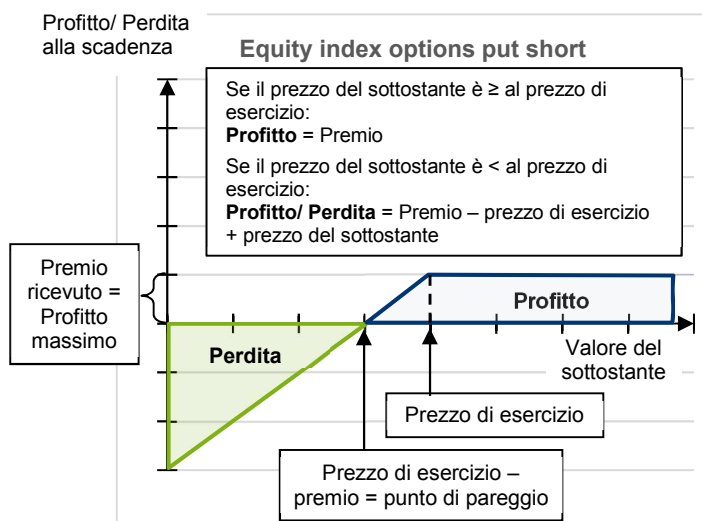 Profitto/ Perdita
alla scadenza
Equity index options put short
Se il prezzo del sottostante è ≥ al prezzo di
esercizio:
Profitto = Premio
Se il prezzo del sottostante è < al prezzo di
esercizio:
Profitto/ Perdita = Premio – prezzo di esercizio
+ prezzo del sottostante
Premio
ricevuto =
Profitto
massimo
Profitto
Perdita
Valore del
sottostante
Prezzo di esercizio
Prezzo di esercizio –
premio = punto di pareggio